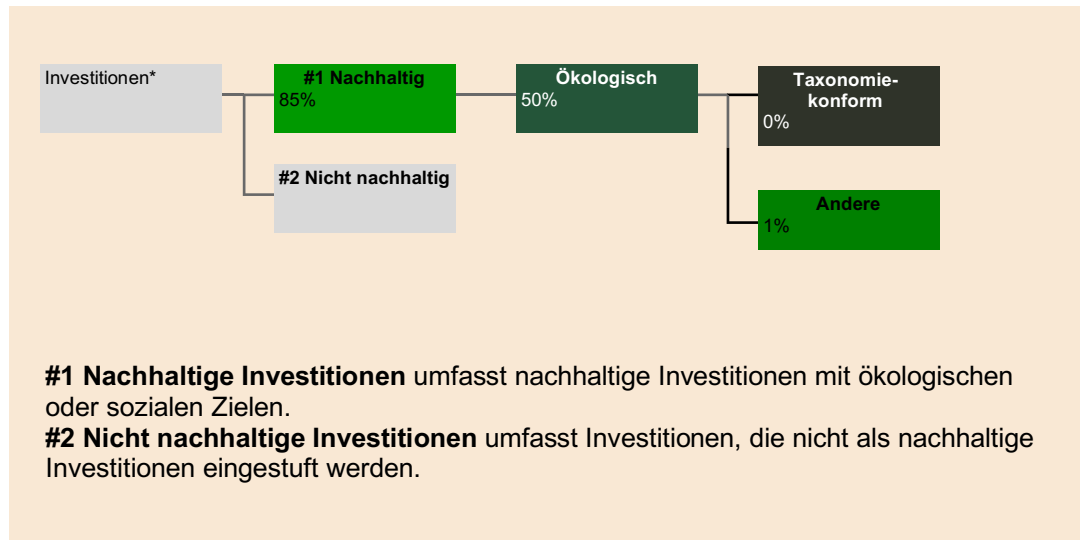 Investitionen*
#1 Nachhaltig
85%
Ökologisch
50%
Taxonomie-
konform
0%
#2 Nicht nachhaltig
Andere
1%
#1 Nachhaltige Investitionen umfasst nachhaltige Investitionen mit ökologischen
oder sozialen Zielen.
#2 Nicht nachhaltige Investitionen umfasst Investitionen, die nicht als nachhaltige
Investitionen eingestuft werden.